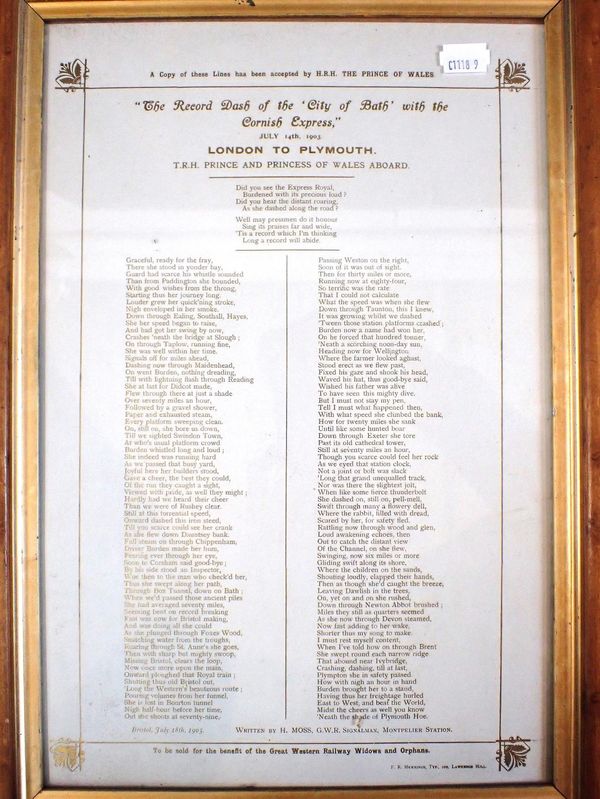 C1118 9
A Copy of these Lines has been accepted by H.R.H. THE PRINCE OF WALES
"The Record Dash of the 'City of Bath' with the
Cornish Express,"
JULY 14th, 1903.
LONDON TO PLYMOUTH.
T.R.H. PRINCE AND PRINCESS OF WALES ABOARD.
Did you see the Express Royal,
Burdened with its precious load?
Did you hear the distant roaring,
As she dashed along the road?
Well may pressmen do it honour
Sing its praises far and wide,
'Tis a record which I'm thinking
Long a record will abide.
Graceful, ready for the fray,
There she stood in yonder bay,
Guard had scarce his whistle sounded
Than from Paddington she bounded,
With good wishes from the throng,
Starting thus her journey long.
Louder grew her quick'ning stroke,
Nigh enveloped in her smoke.
Down through Ealing, Southall, Hayes,
She her speed began to raise,
And had got her swing by now,
Crashes 'neath the bridge at Slough;
On through Taplow, running fine,
She was well within her time.
Signals off for miles ahead,
Dashing now through Maidenhead,
On went Burden, nothing dreading,
Till with lightning flash through Reading
She at last for Didcot made,
Flew through there at just a shade
Over seventy miles an hour,
Followed by a gravel shower,
Paper and exhausted steam,
Every platform sweeping clean.
On, still on, she bore us down,
Till we sighted Swindon Town,
At who's usual platform crowd
Burden whistled long and loud;
She indeed was running hard
As we passed that busy yard,
Joyful here her builders stood,
Gave a cheer, the best they could,
Of the run they caught a sight,
Viewed with pride, as well they might;
Hardly had we heard their cheer
Than we were of Rushey clear.
Still at this torrential speed,
Onward dashed this iron steed,
Till you scarce could see her crank
As she flew down Dauntsey bank.
Full steam on through Chippenham,
Driver Burden made her hum,
Peering ever through her eye,
Soon to Corsham said good-bye;
By his side stood an Inspector,
Woe then to the man who check'd her,
Thus she swept along her path,
Through Box Tunnel, down on Bath;
When we'd passed those ancient piles
She had averaged seventy miles,
Seeming bent on record breaking
Fast was now for Bristol making,
And was doing all she could
As she plunged through Foxes Wood,
Snatching water from the troughs,
Roaring through St. Anne's she goes,
Then with sharp but mighty swoop,
Missing Bristol, clears the loop,
Now once more upon the main,
Onward ploughed that Royal train;
Shutting thus old Bristol out,
'Long the Western's beauteous route;
Pouring volumes from her funnel,
She is lost in Bourton tunnel
Nigh half-hour before her time,
Out she shoots at seventy-nine,
Passing Weston on the right,
Soon of it was out of sight.
Then for thirty miles or more,
Running now at eighty-four,
So terrific was the rate
That I could not calculate
What the speed was when she flew
Down through Taunton, this I knew,
It was growing whilst we dashed
'Tween those station platforms crashed;
Burden now a name had won her,
On he forced that hundred tonner,
'Neath a scorching noon-day sun,
Heading now for Wellington
Where the farmer looked aghast,
Stood erect as we flew past,
Fixed his gaze and shook his head,
Waved his hat, thus good-bye said,
Wished his father was alive
To have seen this mighty dive.
But I must not stay my pen,
Tell I must what happened then,
With what speed she climbed the bank,
How for twenty miles she sank
Until like some hunted boar
Down through Exeter she tore
Past its old cathedral tower,
Still at seventy miles an hour,
Though you scarce could feel her rock
As we eyed that station clock,
Not a joint or bolt was slack
'Long that grand unequalled track,
Nor was there the slightest jolt,
When like some fierce thunderbolt
She dashed on, still on, pell-mell,
Swift through many a flowery dell,
Where the rabbit, filled with dread,
Scared by her, for safety fled.
Rattling now through wood and glen,
Loud awakening echoes, then
Out to catch the distant view
Of the Channel, on she flew,
Swinging, now six miles or more
Gliding swift along its shore,
Where the children on the sands,
Shouting loudly, clapped their hands,
Then as though she'd caught the breeze,
Leaving Dawlish in the trees,
On, yet on and on she rushed,
Down through Newton Abbot brushed;
Miles they still as quarters seemed
As she now through Devon steamed,
Now fast adding to her wake,
Shorter thus my song to make.
I must rest myself content,
When I've told how on through Brent
She swept round each narrow ridge
That abound near Ivybridge,
Crashing, dashing, till at last,
Plympton she in safety passed
How with nigh an hour in hand
Burden brought her to a stand,
Having thus her freightage hurled
East to West, and beat the World,
Midst the cheers as well you know
'Neath the shade of Plymouth Hoe.
Bristol, July 18th, 1903.
WRITTEN BY H. MOSS, G.W.R. SIGNALMAN, MONTPELIER STATION.
To be sold for the benefit of the Great Western Railway Widows and Orphans.
LAWRENCE HILL